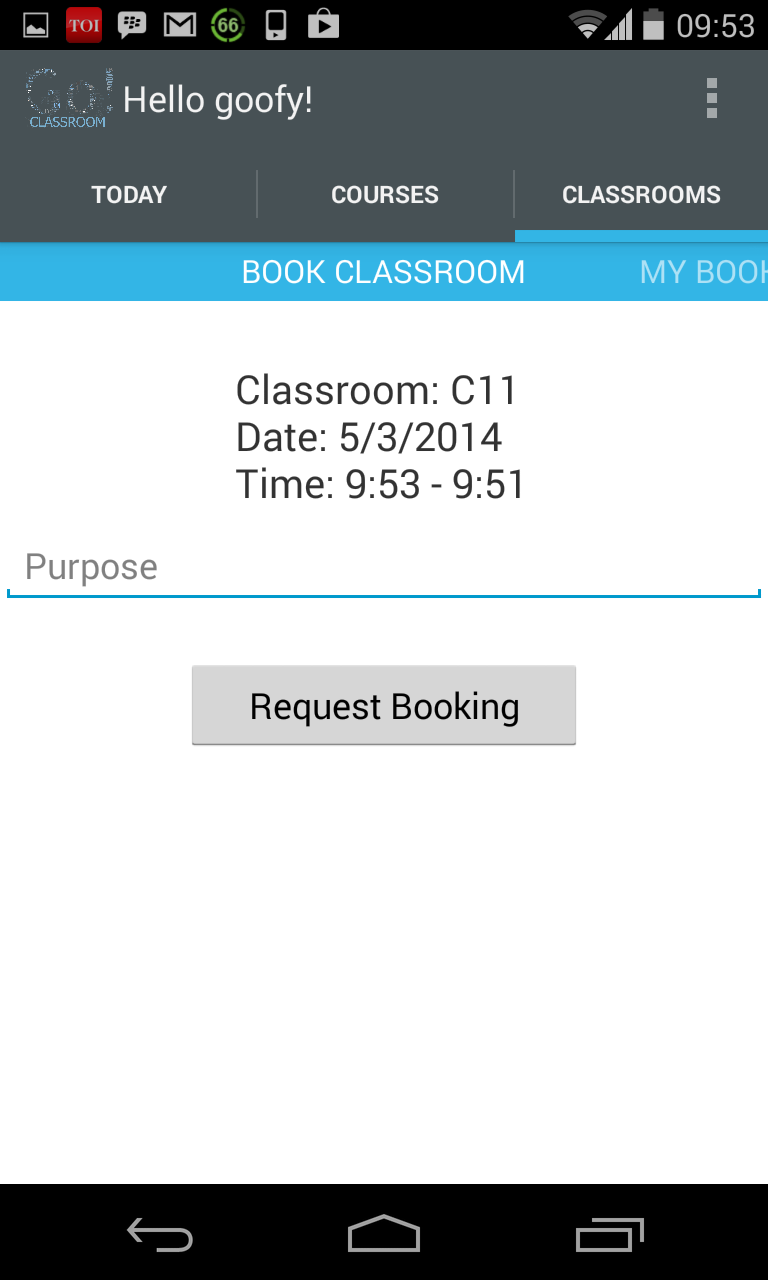 TOI
66
09:53
Go!
CLASSROOM
Hello goofy!
TODAY
COURSES
CLASSROOMS
BOOK CLASSROOM
MY BOOK
Classroom: C11
Date: 5/3/2014
Time: 9:53 - 9:51
Purpose
Request Booking